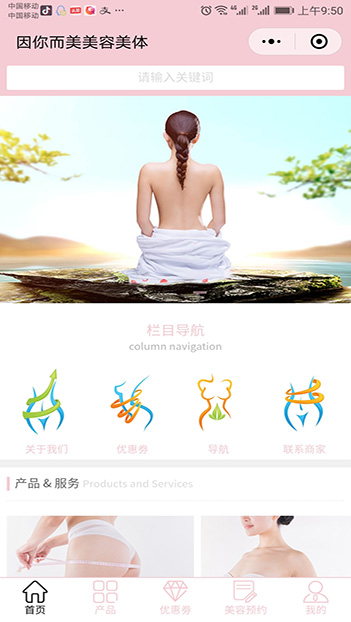 中国移动
中国移动
4G
2G
上午9:50
因你而美美容美体
请输入关键词
栏目导航
column navigation
关于我们 优惠券 导航 联系商家
产品 & 服务 Products and Services
首页 产品 优惠券 美容预约 我的